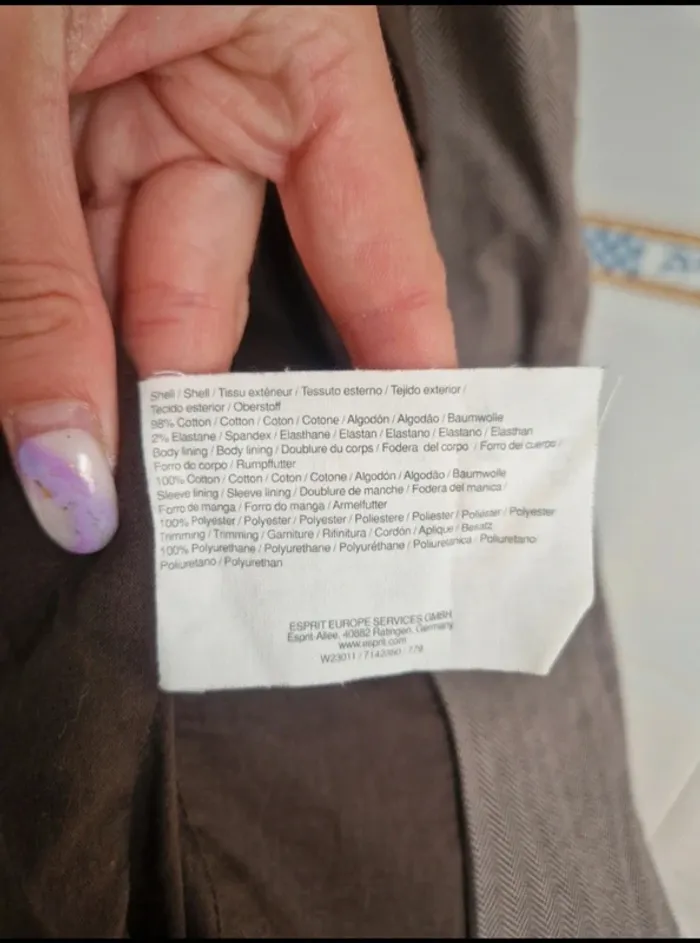 Shell / Shell / Tissu extérieur / Tessuto esterno / Tejido exterior /
Tecido esterior / Oberstoff
98% Cotton / Cotton / Coton / Cotone / Algodón / Algodão / Baumwolle
2% Elastane / Spandex / Elasthane / Elastan / Elastano / Elastano / Elasthan
Body lining / Body lining / Doublure du corps / Fodera del corpo / Forro del cuerpo /
Forro do corpo / Rumpffutter
100% Cotton / Cotton / Coton / Cotone / Algodón / Algodão / Baumwolle
Sleeve lining / Sleeve lining / Doublure de manche / Fodera del manica /
Forro de manga / Forro do manga / Armelfutter
100% Polyester / Polyester / Polyester / Poliestere / Poliester / Poliéster / Polyester
Trimming / Trimming / Garniture / Rifinitura / Cordón / Aplique / Besatz
100% Polyurethane / Polyurethane / Polyuréthane / Poliuretanica / Poliuretano
Poliuretano / Polyurethan
ESPRIT EUROPE SERVICES GMBH
Esprit-Allee, 40882 Ratingen, Germany
www.esprit.com
W23011 / 7142060 / 778